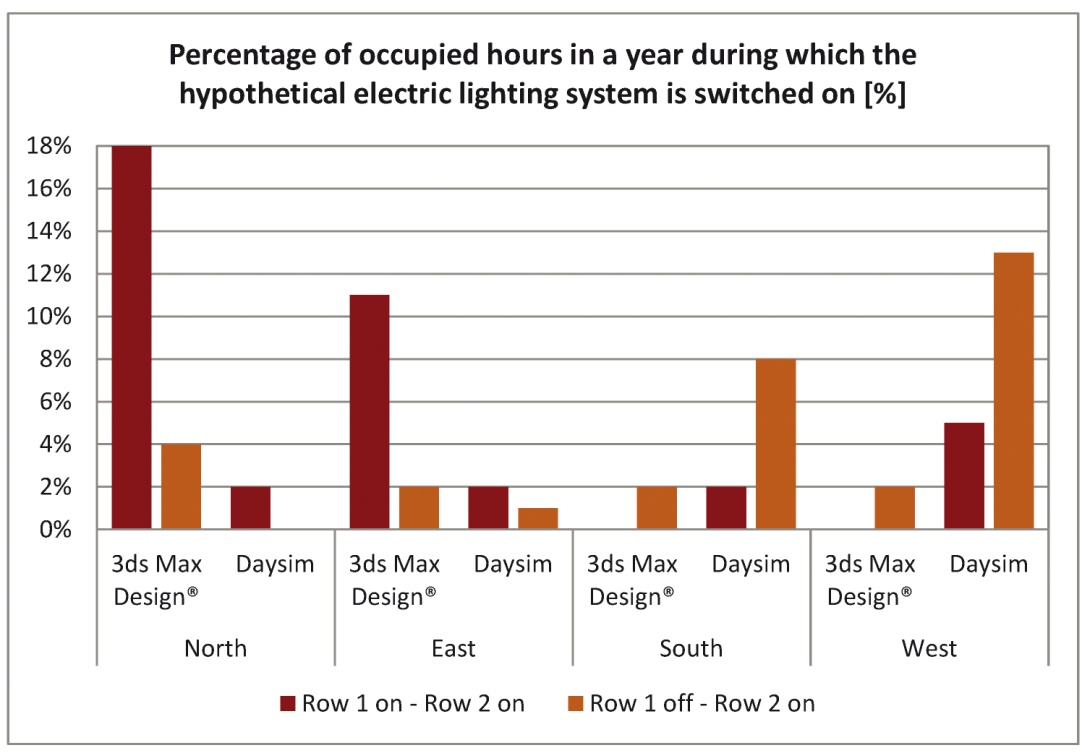 Percentage of occupied hours in a year during which the
hypothetical electric lighting system is switched on [%]
18%
16%
14%
12%
10%
8%
6%
4%
2%
0%
3ds Max Design®
Daysim
3ds Max Design®
Daysim
3ds Max Design®
Daysim
3ds Max Design®
Daysim
North
East
South
West
Row 1 on - Row 2 on
Row 1 off - Row 2 on